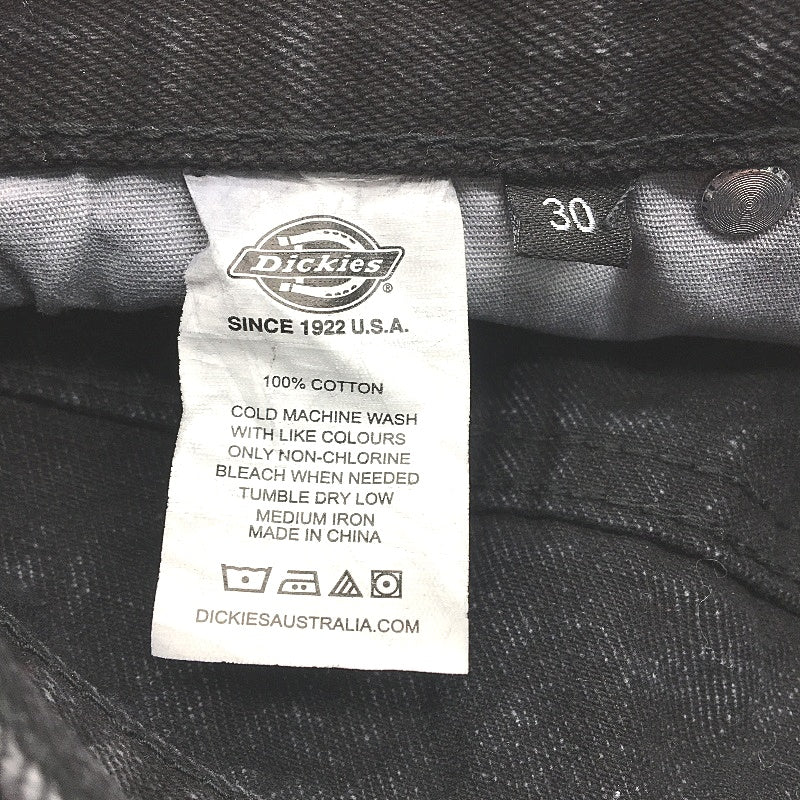 Dickies®
SINCE 1922 U.S.A.
30
100% COTTON
COLD MACHINE WASH
WITH LIKE COLOURS
ONLY NON-CHLORINE
BLEACH WHEN NEEDED
TUMBLE DRY LOW
MEDIUM IRON
MADE IN CHINA
DICKIESAUSTRALIA.COM